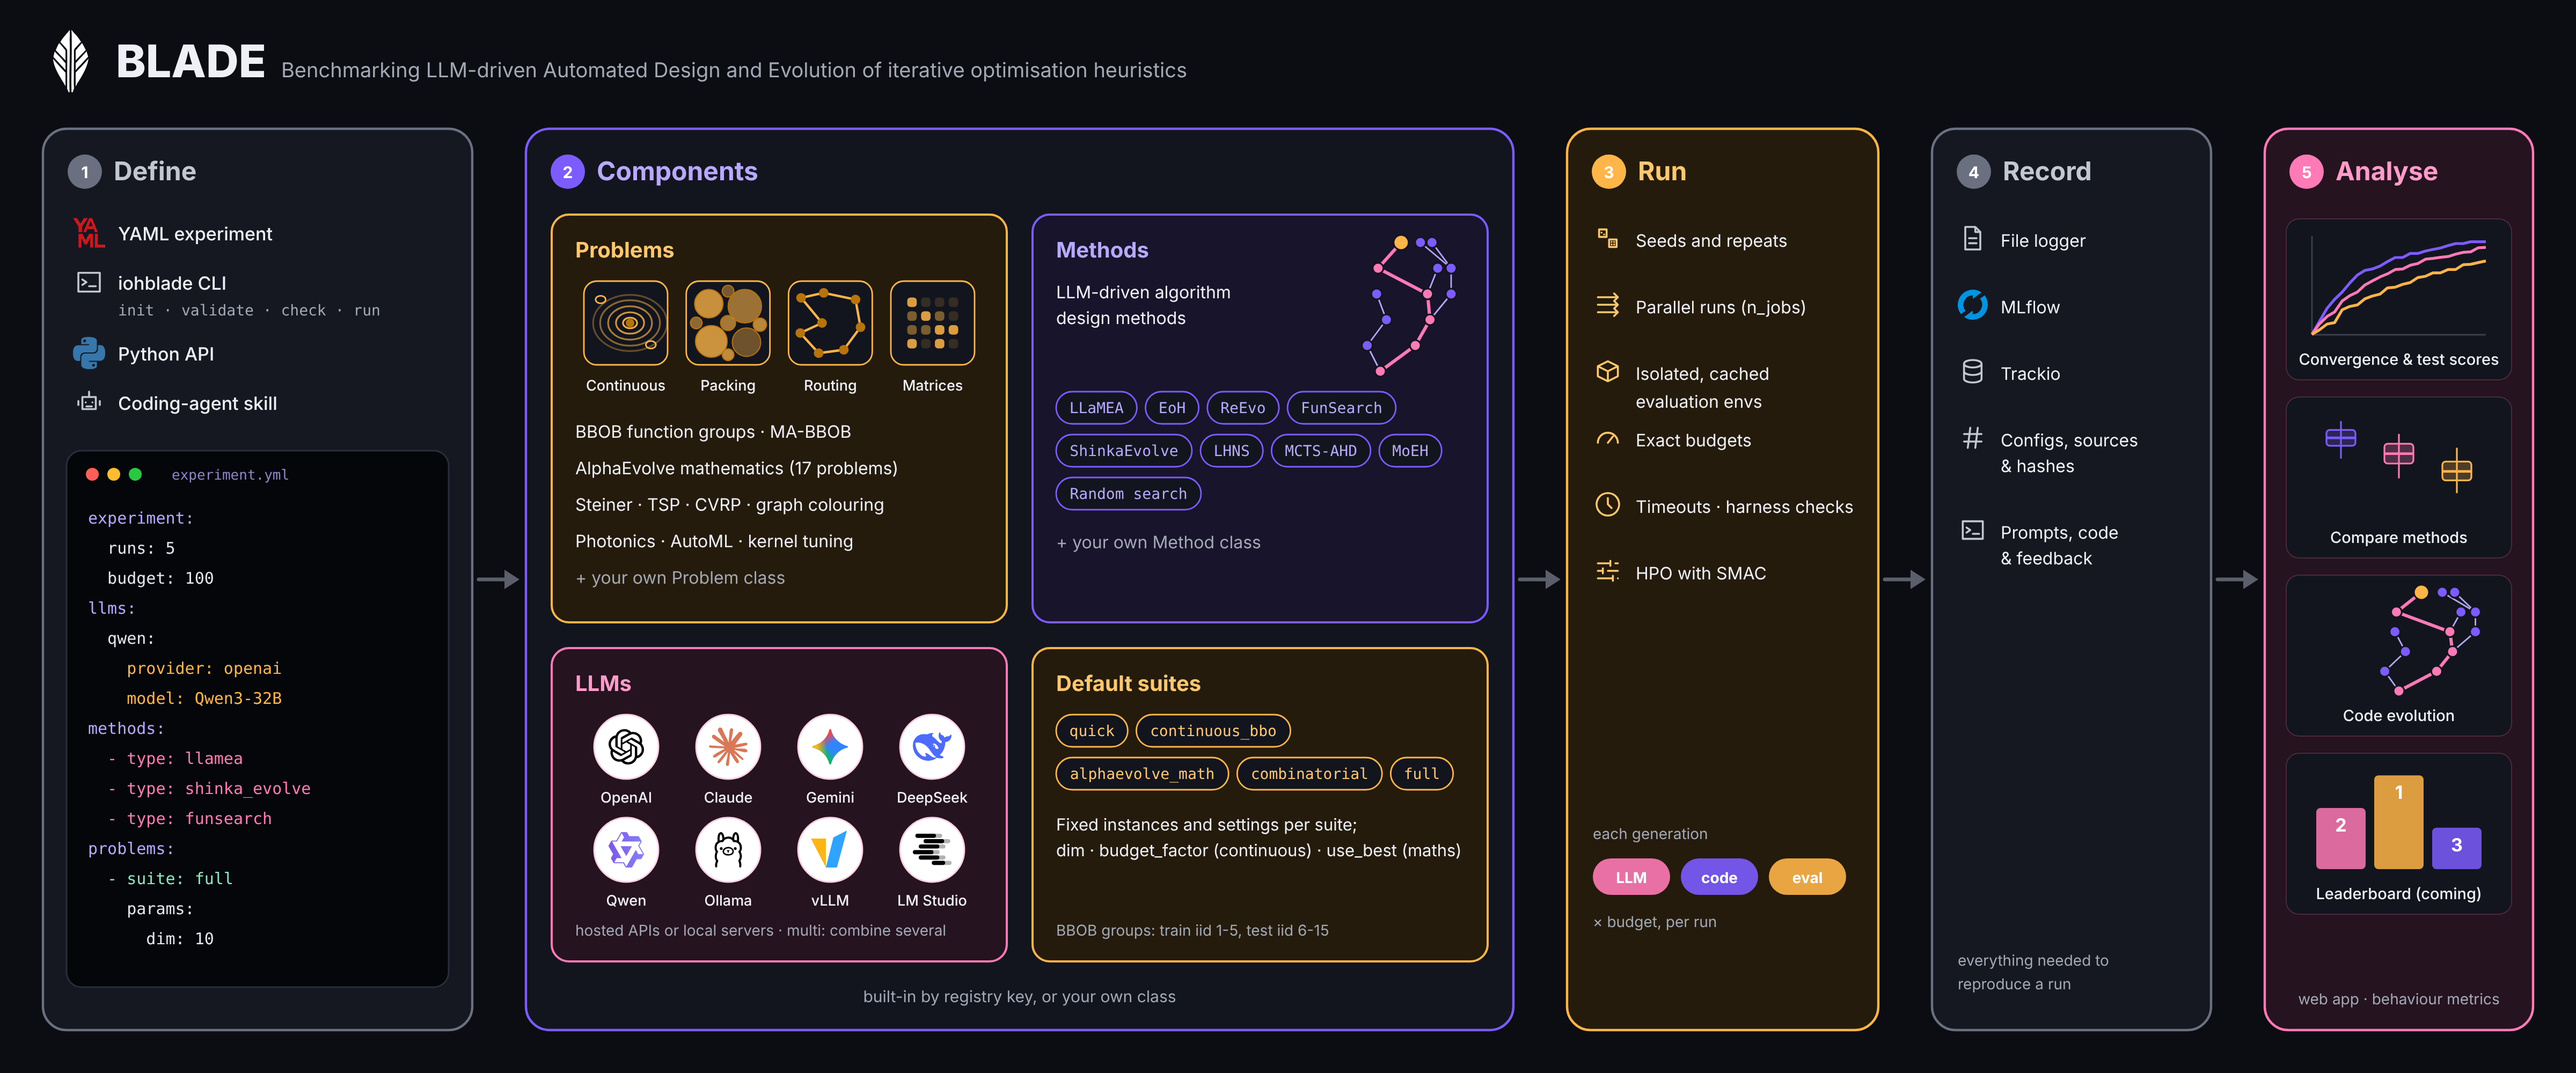 BLADE Benchmarking LLM-driven Automated Design and Evolution of iterative optimisation heuristics
1 Define
YAML
YAML experiment
iohblade CLI
init · validate · check · run
Python API
Coding-agent skill
experiment.yml
experiment:
runs: 5
budget: 100
llms:
qwen:
provider: openai
model: Qwen3-32B
methods:
- type: llamea
- type: shinka_evolve
- type: funsearch
problems:
- suite: full
params:
dim: 10
2 Components
Problems
Continuous Packing Routing Matrices
BBOB function groups · MA-BBOB
AlphaEvolve mathematics (17 problems)
Steiner · TSP · CVRP · graph colouring
Photonics · AutoML · kernel tuning
+ your own Problem class
Methods
LLM-driven algorithm
design methods
LLaMEA EoH ReEvo FunSearch
ShinkaEvolve LHNS MCTS-AHD MoEH
Random search
+ your own Method class
LLMs
OpenAI Claude Gemini DeepSeek
Qwen Ollama vLLM LM Studio
hosted APIs or local servers · multi: combine several
Default suites
quick continuous_bbo
alphaevolve_math combinatorial full
Fixed instances and settings per suite;
dim · budget_factor (continuous) · use_best (maths)
BBOB groups: train iid 1-5, test iid 6-15
built-in by registry key, or your own class
3 Run
Seeds and repeats
Parallel runs (n_jobs)
Isolated, cached
evaluation envs
Exact budgets
Timeouts · harness checks
HPO with SMAC
each generation
LLM code eval
× budget, per run
4 Record
File logger
MLflow
Trackio
Configs, sources
& hashes
Prompts, code
& feedback
everything needed to
reproduce a run
5 Analyse
Convergence & test scores
Compare methods
Code evolution
1
2
3
Leaderboard (coming)
web app · behaviour metrics